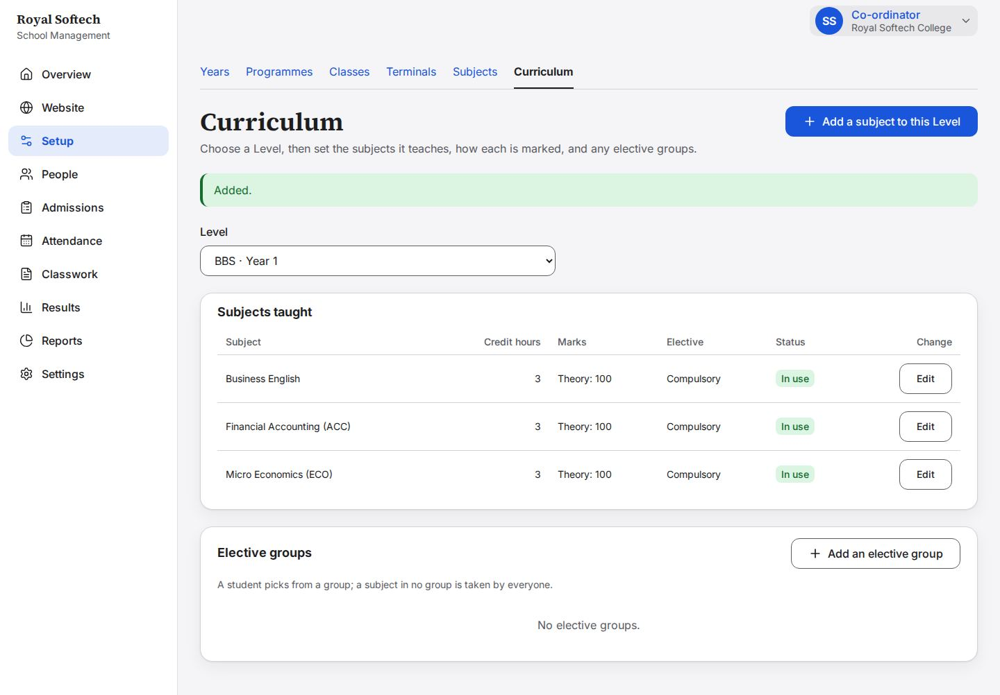 Royal Softech
School Management
Overview
Website
Setup
People
Admissions
Attendance
Classwork
Results
Reports
Settings
SS
Co-ordinator
Royal Softech College
Years Programmes Classes Terminals Subjects Curriculum
Curriculum
Add a subject to this Level
Choose a Level, then set the subjects it teaches, how each is marked, and any elective groups.
Added.
Level
BBS · Year 1
Subjects taught
Subject Credit hours Marks Elective Status Change
Business English 3 Theory: 100 Compulsory In use Edit
Financial Accounting (ACC) 3 Theory: 100 Compulsory In use Edit
Micro Economics (ECO) 3 Theory: 100 Compulsory In use Edit
Elective groups
Add an elective group
A student picks from a group; a subject in no group is taken by everyone.
No elective groups.